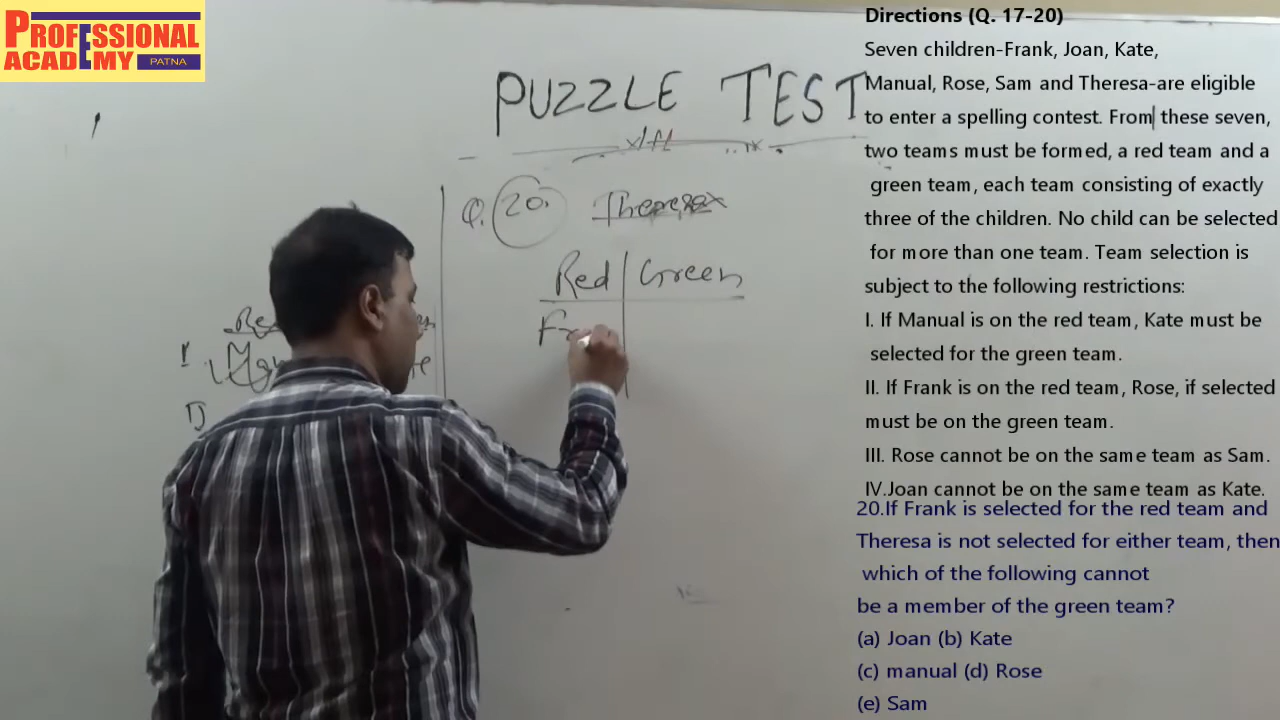 PROFESSIONAL
ACADEMY
PATNA
PUZZLE TEST
Q. 20. Theresa
Red Green
Fr
I
II
Directions (Q. 17-20)
Seven children-Frank, Joan, Kate,
Manual, Rose, Sam and Theresa-are eligible
to enter a spelling contest. From these seven,
two teams must be formed, a red team and a
green team, each team consisting of exactly
three of the children. No child can be selected
for more than one team. Team selection is
subject to the following restrictions:
I. If Manual is on the red team, Kate must be
selected for the green team.
II. If Frank is on the red team, Rose, if selected
must be on the green team.
III. Rose cannot be on the same team as Sam.
IV.Joan cannot be on the same team as Kate.
20.If Frank is selected for the red team and
Theresa is not selected for either team, then
which of the following cannot
be a member of the green team?
(a) Joan (b) Kate
(c) manual (d) Rose
(e) Sam